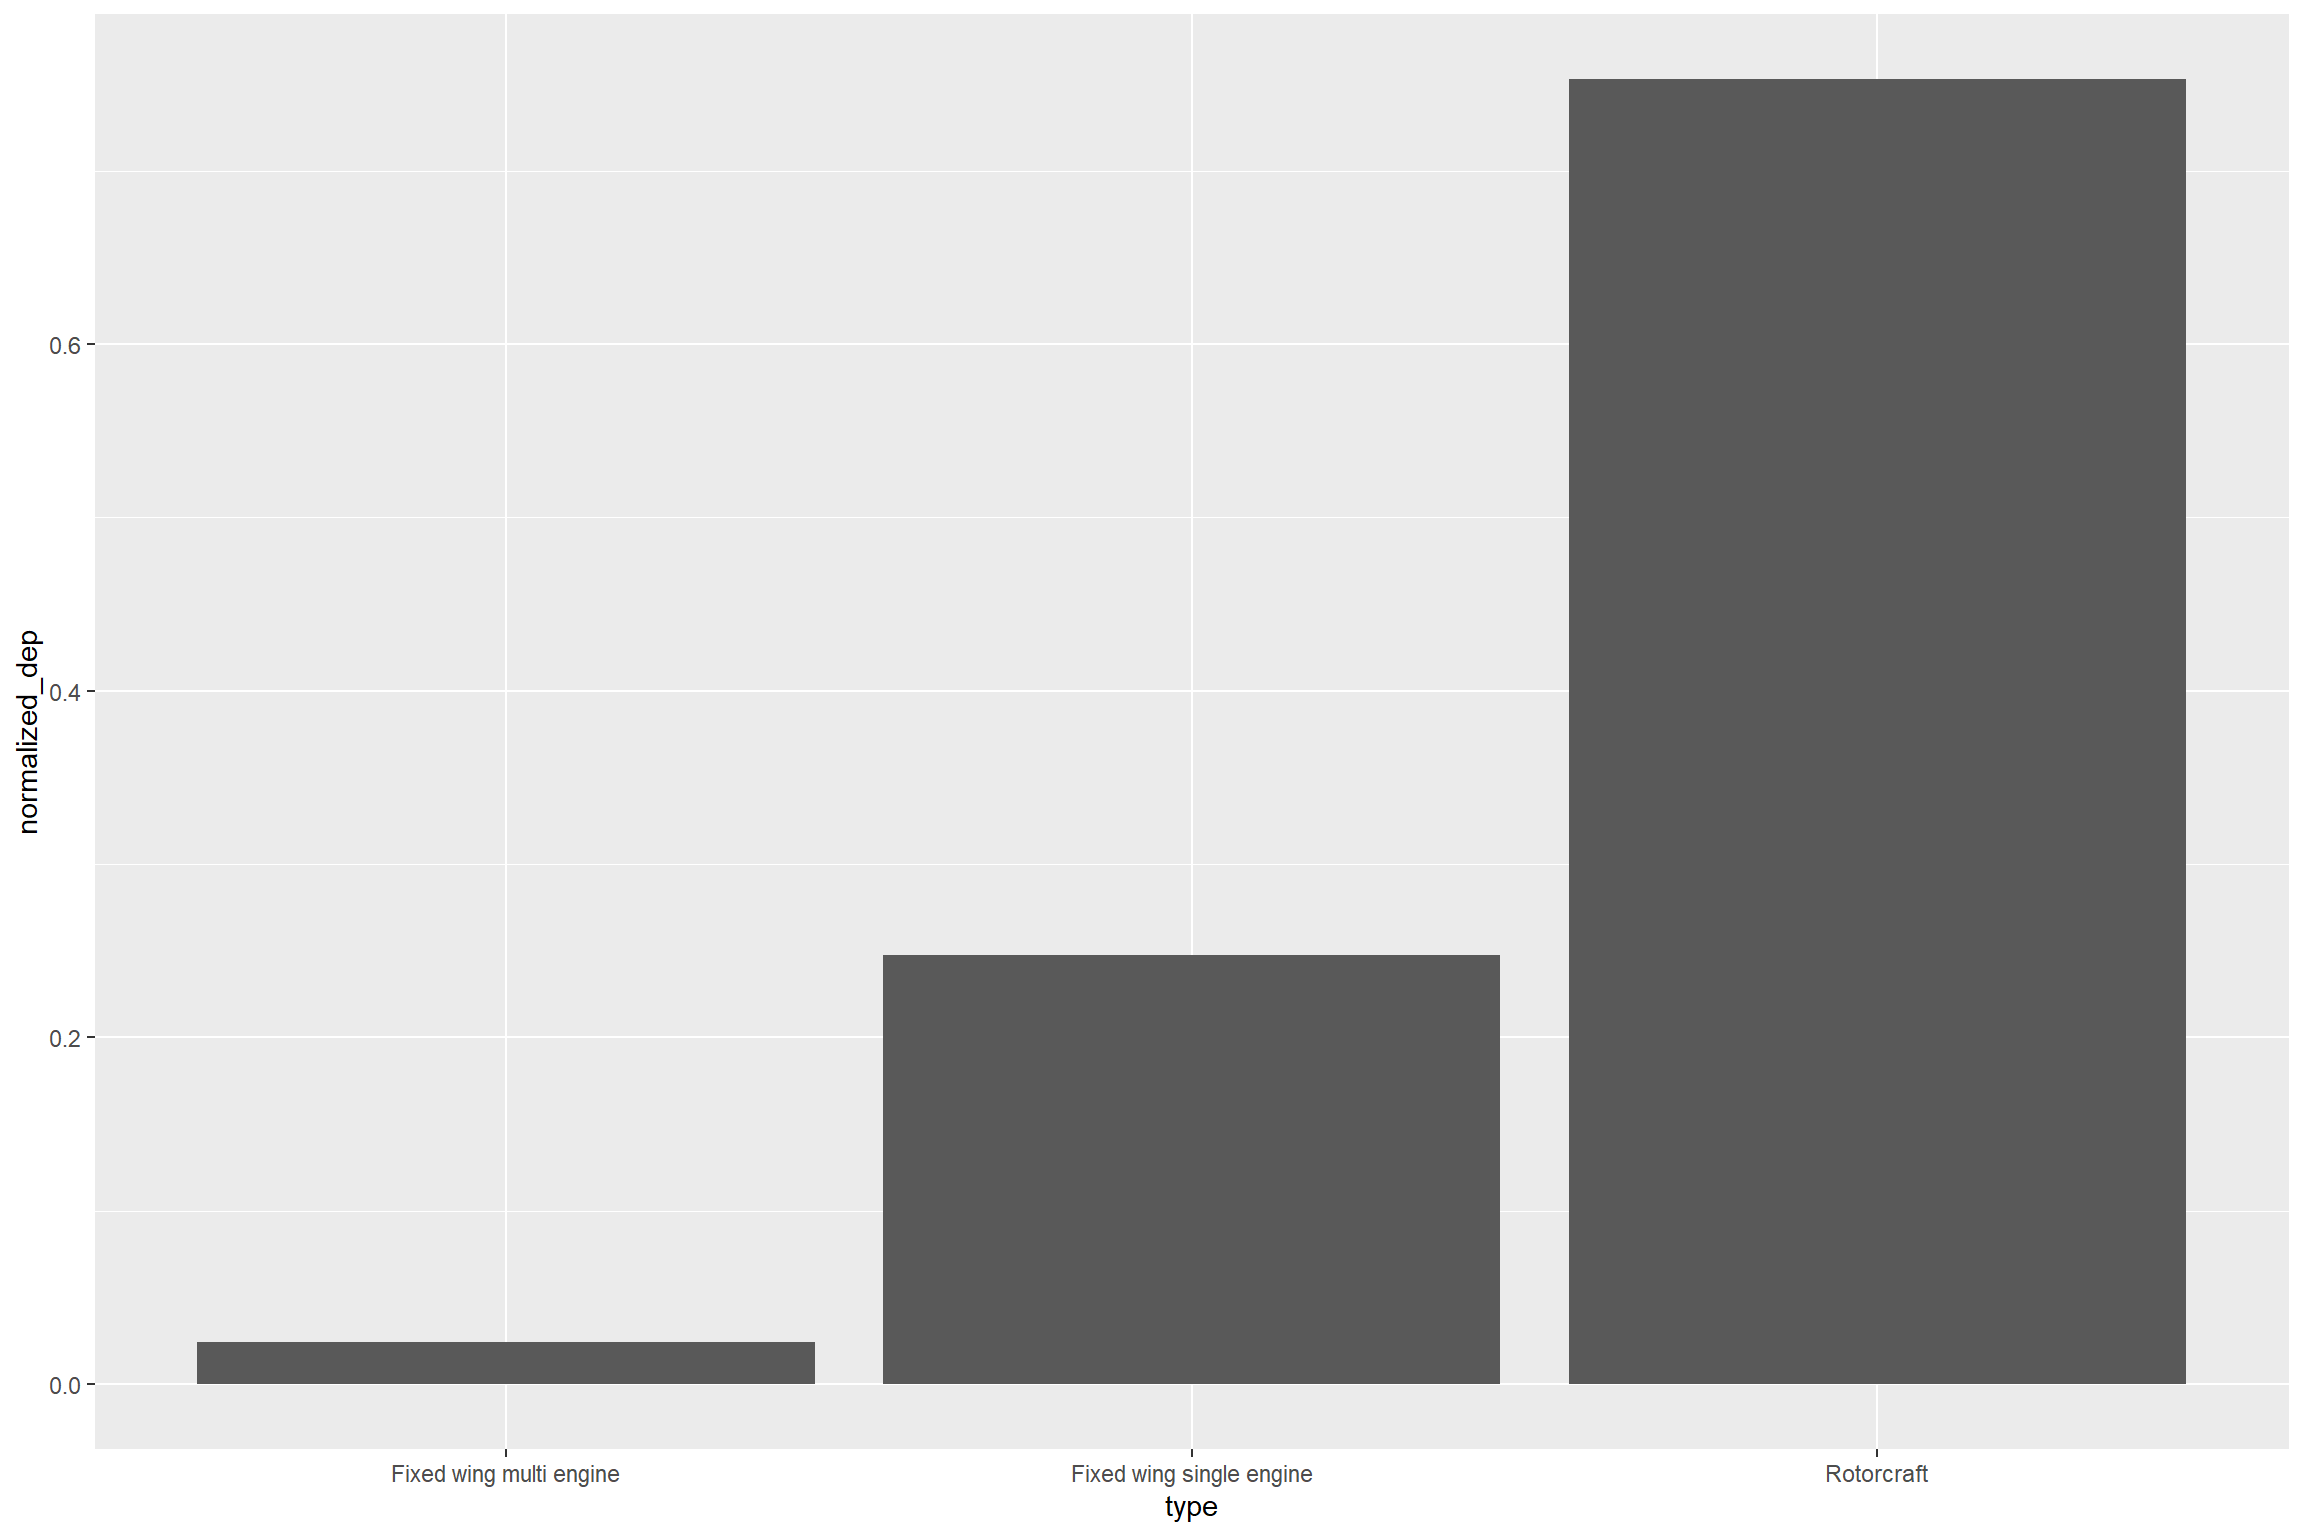 normalized_dep
0.6
0.4
0.2
0.0
Fixed wing multi engine
Fixed wing single engine
Rotorcraft
type